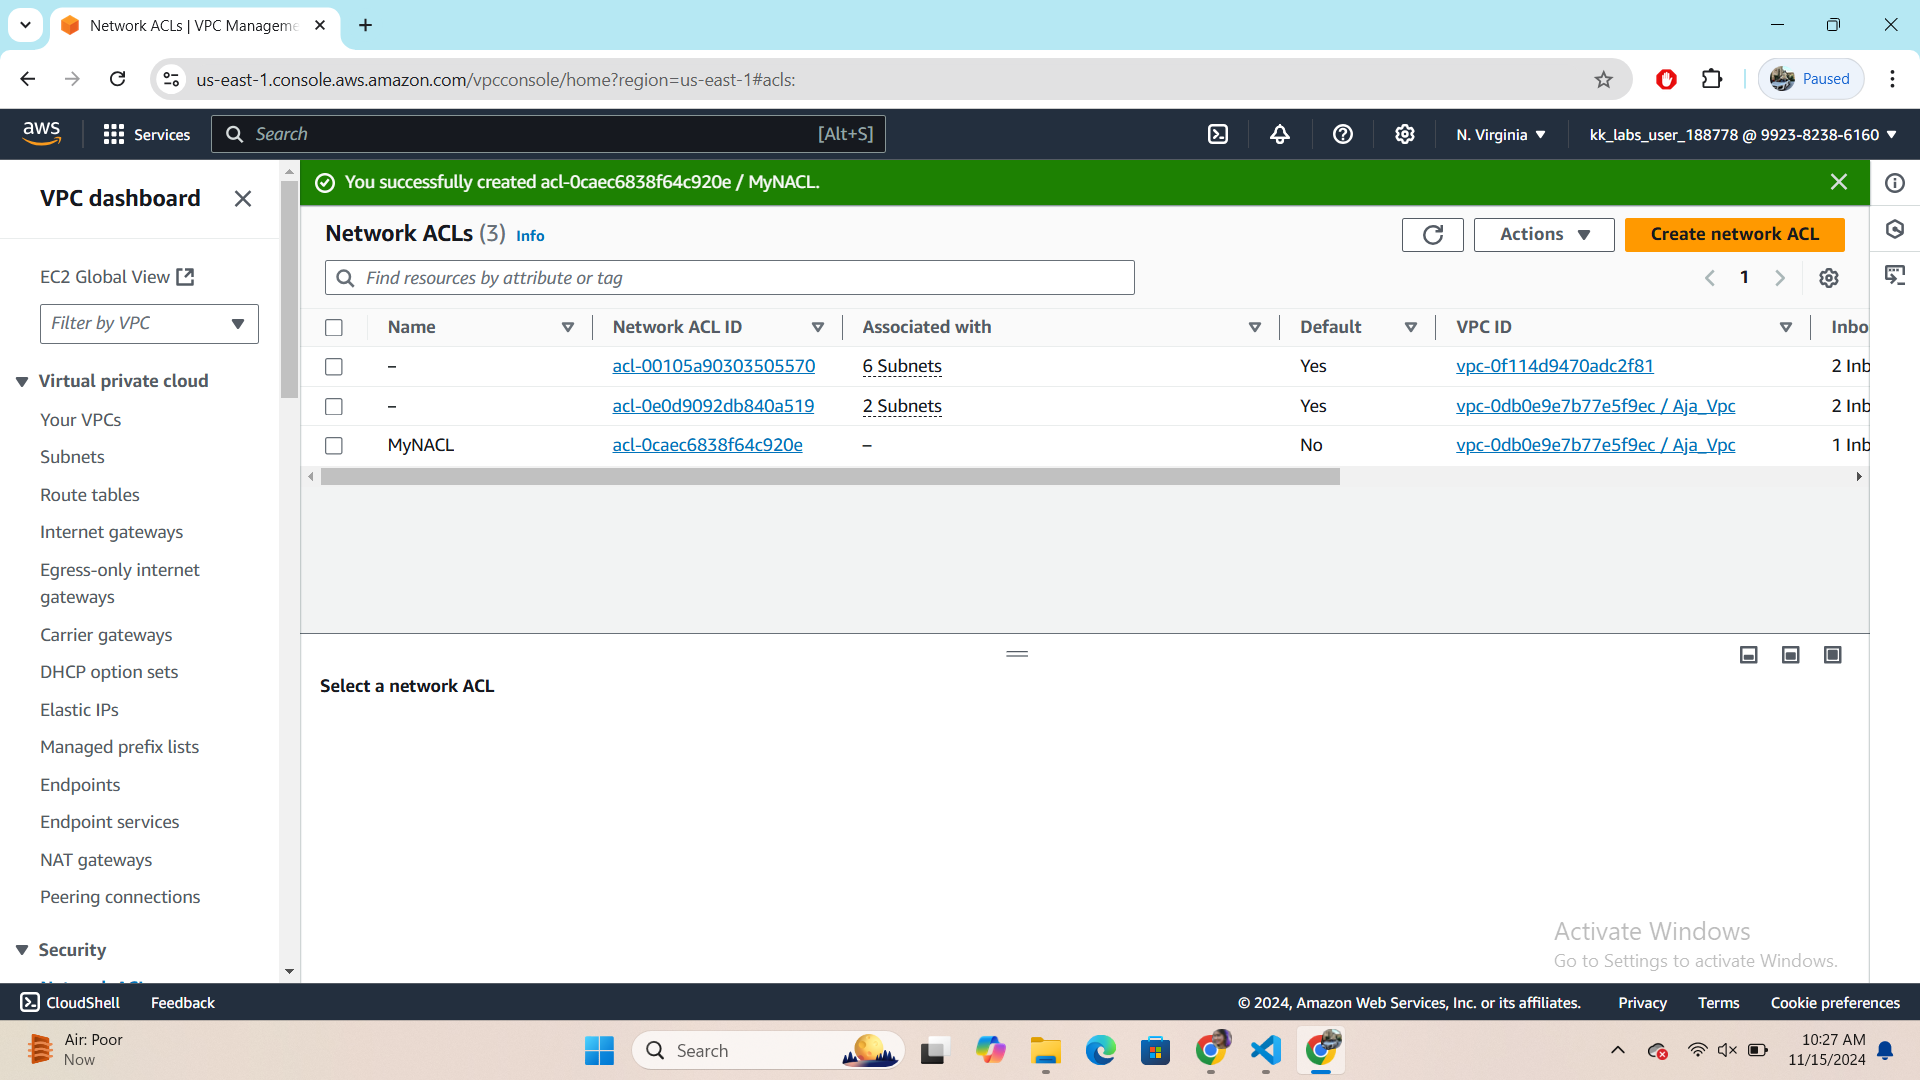 Network ACLs | VPC Manageme
us-east-1.console.aws.amazon.com/vpcconsole/home?region=us-east-1#acls:
Paused
aws
Services
Search
[Alt+S]
N. Virginia
kk_labs_user_188778 @ 9923-8238-6160
VPC dashboard
EC2 Global View
Filter by VPC
Virtual private cloud
Your VPCs
Subnets
Route tables
Internet gateways
Egress-only internet
gateways
Carrier gateways
DHCP option sets
Elastic IPs
Managed prefix lists
Endpoints
Endpoint services
NAT gateways
Peering connections
Security
You successfully created acl-0caec6838f64c920e / MyNACL.
Network ACLs (3) Info
Actions
Create network ACL
Find resources by attribute or tag
1
Name Network ACL ID Associated with Default VPC ID Inbo
– acl-00105a90303505570 6 Subnets Yes vpc-0f114d9470adc2f81 2 Inb
– acl-0e0d9092db840a519 2 Subnets Yes vpc-0db0e9e7b77e5f9ec / Aja_Vpc 2 Inb
MyNACL acl-0caec6838f64c920e – No vpc-0db0e9e7b77e5f9ec / Aja_Vpc 1 Inb
Select a network ACL
Activate Windows
Go to Settings to activate Windows.
CloudShell Feedback © 2024, Amazon Web Services, Inc. or its affiliates. Privacy Terms Cookie preferences
Air: Poor
Now
Search
10:27 AM
11/15/2024